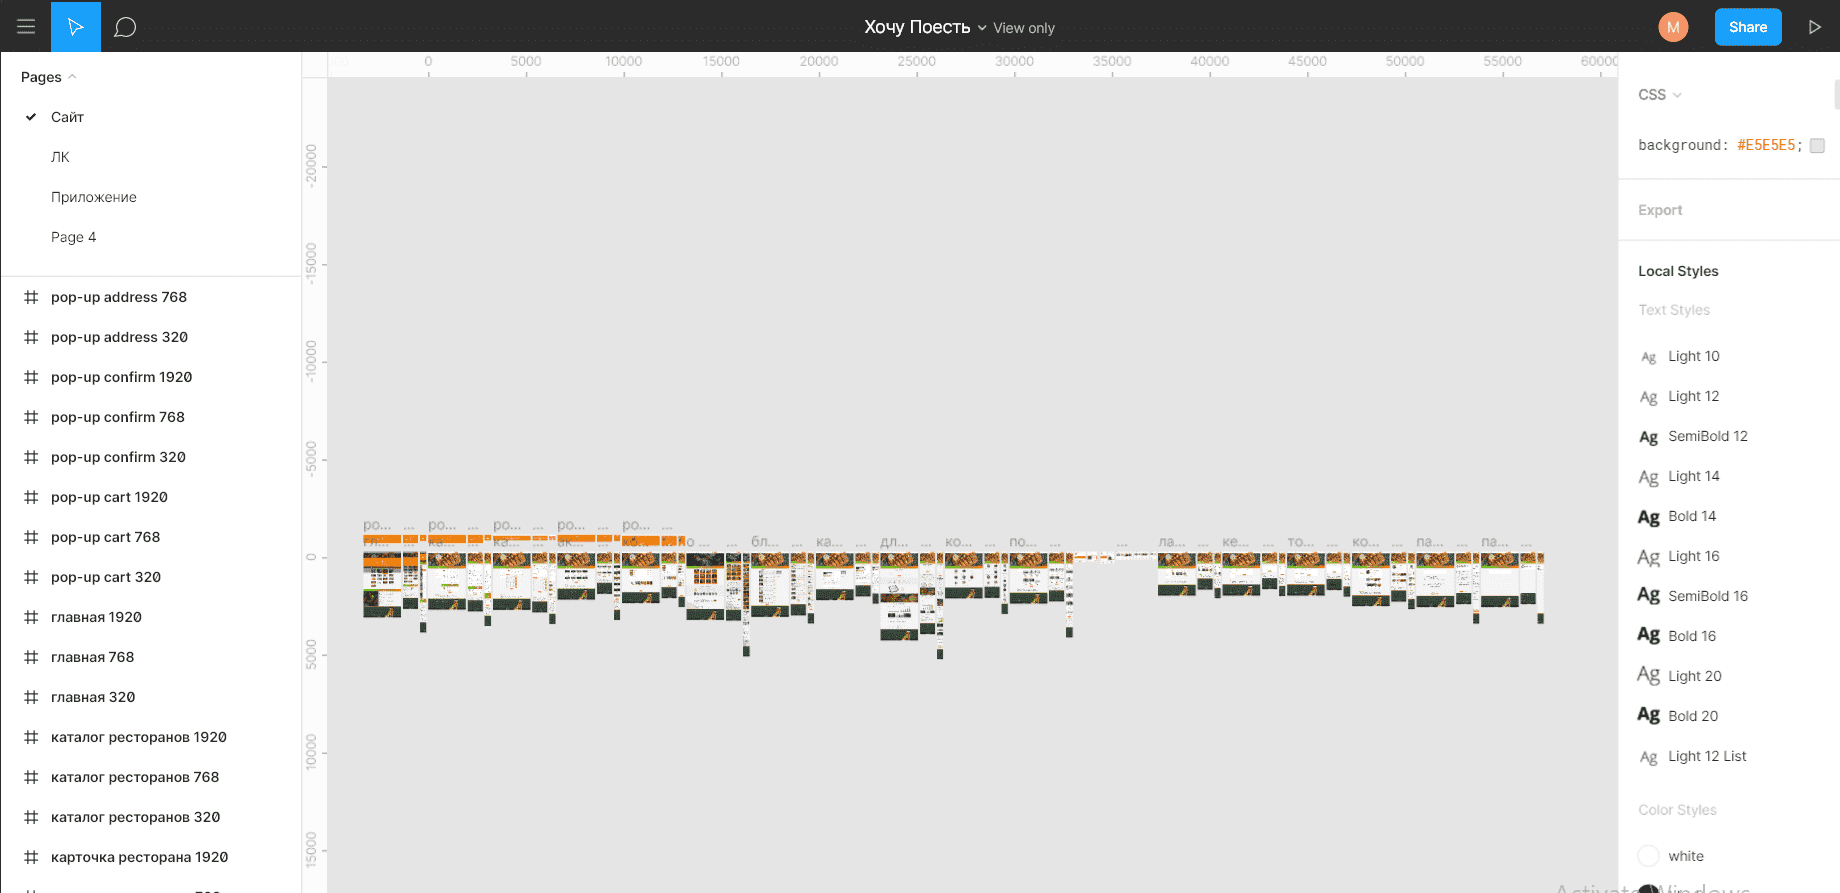 Хочу Поесть View only
M
Share
Pages
Сайт
ЛК
Приложение
Page 4
pop-up address 768
pop-up address 320
pop-up confirm 1920
pop-up confirm 768
pop-up confirm 320
pop-up cart 1920
pop-up cart 768
pop-up cart 320
главная 1920
главная 768
главная 320
каталог ресторанов 1920
каталог ресторанов 768
каталог ресторанов 320
карточка ресторана 1920
0 5000 10000 15000 20000 25000 30000 35000 40000 45000 50000 55000 60000
-20000
-15000
-10000
-5000
0
5000
10000
15000
po... ... po... ... po... ... po... ... po... ...
гл... ка... ка... ак... ко... о ... ... бл... ... ка... ... дл... ... ко... ... по... ... ... ла... ... ке... ... то... ... ко... ... па... ... па... ...
CSS
background: #E5E5E5;
Export
Local Styles
Text Styles
Ag Light 10
Ag Light 12
Ag SemiBold 12
Ag Light 14
Ag Bold 14
Ag Light 16
Ag SemiBold 16
Ag Bold 16
Ag Light 20
Ag Bold 20
Ag Light 12 List
Color Styles
white